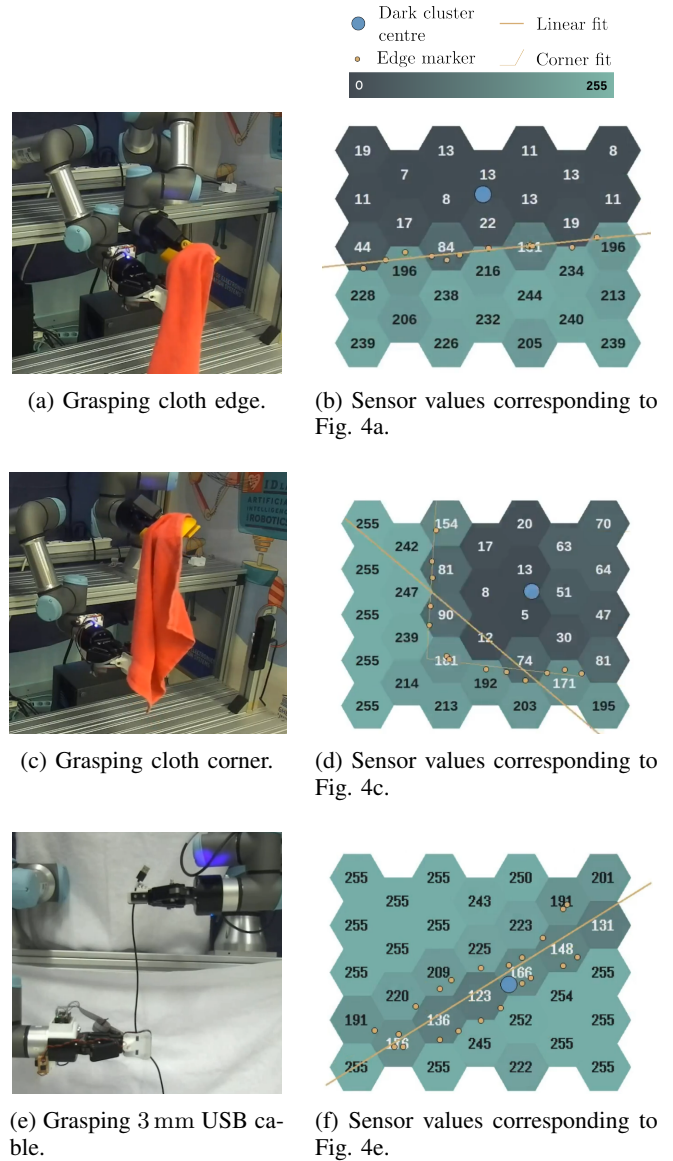 Dark cluster
centre
Linear fit
Edge marker
Corner fit
0
255
19 13 11 8
7 13 13
11 8 13 11
17 22 19
44 84 196
196 216 234
228 238 244 213
206 232 240
239 226 205 239
(a) Grasping cloth edge.
(b) Sensor values corresponding to
Fig. 4a.
ARTIFIC
INTELLIGENC
ROBOTIC
255 154 20 70
242 17 63
255 81 13 64
247 8 51
255 90 5 47
239 12 30
255 181 74 81
214 192 171
255 213 203 195
(c) Grasping cloth corner.
(d) Sensor values corresponding to
Fig. 4c.
255 255 250 201
255 243 191
255 255 223 131
255 225 148
255 209 166 255
220 123 254
191 136 252 255
245 255
255 255 222 255
(e) Grasping 3 mm USB ca-
ble.
(f) Sensor values corresponding to
Fig. 4e.